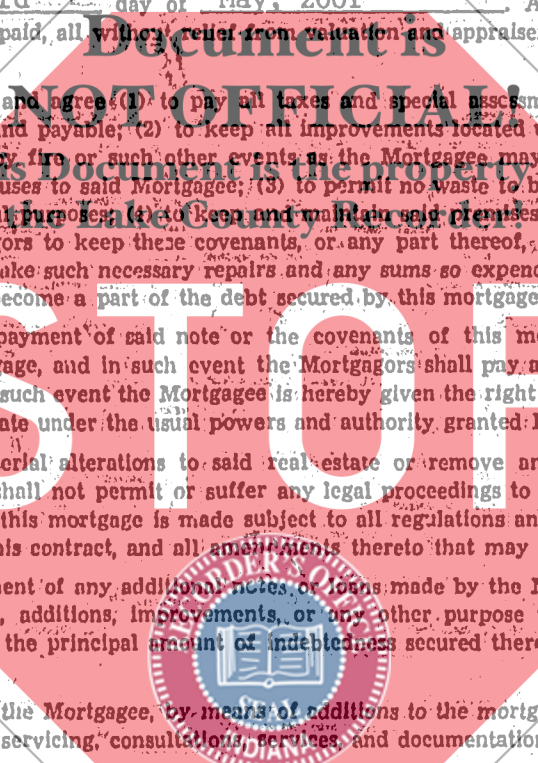 day of May, 2001 A
paid, all without relief from valuation and appraise
Document is
and agree (1) to pay all taxes and special assessm
NOT OFFICIAL!
and payable; (2) to keep all improvements located
fire or such other events as the Mortgagee may
is Document is the property
uses to said Mortgagee; (3) to permit no waste to b
purposes; (4) to keep and maintain said premises
the Lake County Recorder!
ors to keep these covenants, or any part thereof,
ake such necessary repairs and any sums so expend
ecome a part of the debt secured by this mortgage
STOP
payment of said note or the covenants of this m
age, and in such event the Mortgagors shall pay a
such event the Mortgagee is hereby given the right
ate under the usual powers and authority granted
erial alterations to said real estate or remove an
shall not permit or suffer any legal proceedings to
this mortgage is made subject to all regulations an
is contract, and all amendments thereto that may
RECORDER'S OFFICE
ent of any additional notes or loans made by the
, additions, improvements, or any other purpose
the principal amount of indebtedness secured there
SEAL
the Mortgagee, by means of additions to the mortg
servicing, consultations, services, and documentation
INDIANA